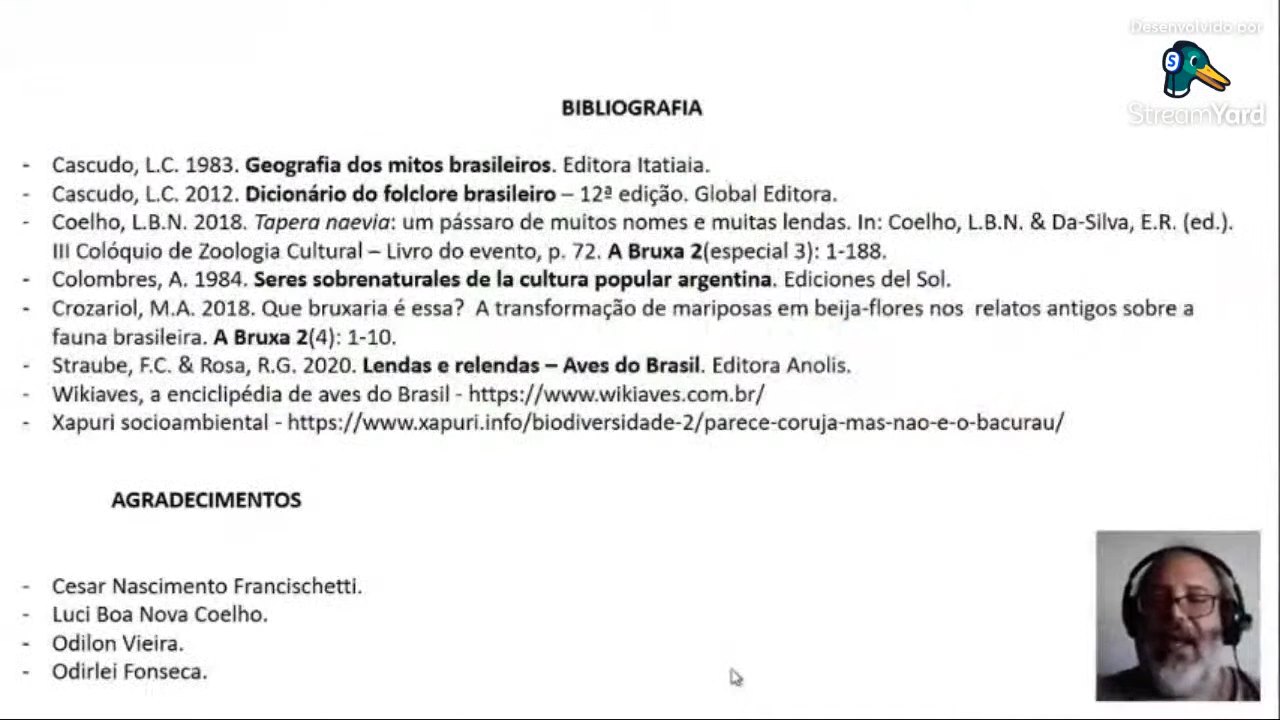 Desenvolvido por
StreamYard
BIBLIOGRAFIA
- Cascudo, L.C. 1983. Geografia dos mitos brasileiros. Editora Itatiaia.
- Cascudo, L.C. 2012. Dicionário do folclore brasileiro – 12ª edição. Global Editora.
- Coelho, L.B.N. 2018. Tapera naevia: um pássaro de muitos nomes e muitas lendas. In: Coelho, L.B.N. & Da-Silva, E.R. (ed.).
III Colóquio de Zoologia Cultural – Livro do evento, p. 72. A Bruxa 2(especial 3): 1-188.
- Colombres, A. 1984. Seres sobrenaturales de la cultura popular argentina. Ediciones del Sol.
- Crozariol, M.A. 2018. Que bruxaria é essa? A transformação de mariposas em beija-flores nos relatos antigos sobre a
fauna brasileira. A Bruxa 2(4): 1-10.
- Straube, F.C. & Rosa, R.G. 2020. Lendas e relendas – Aves do Brasil. Editora Anolis.
- Wikiaves, a enciclipédia de aves do Brasil - https://www.wikiaves.com.br/
- Xapuri socioambiental - https://www.xapuri.info/biodiversidade-2/parece-coruja-mas-nao-e-o-bacurau/
AGRADECIMENTOS
- Cesar Nascimento Francischetti.
- Luci Boa Nova Coelho.
- Odilon Vieira.
- Odirlei Fonseca.